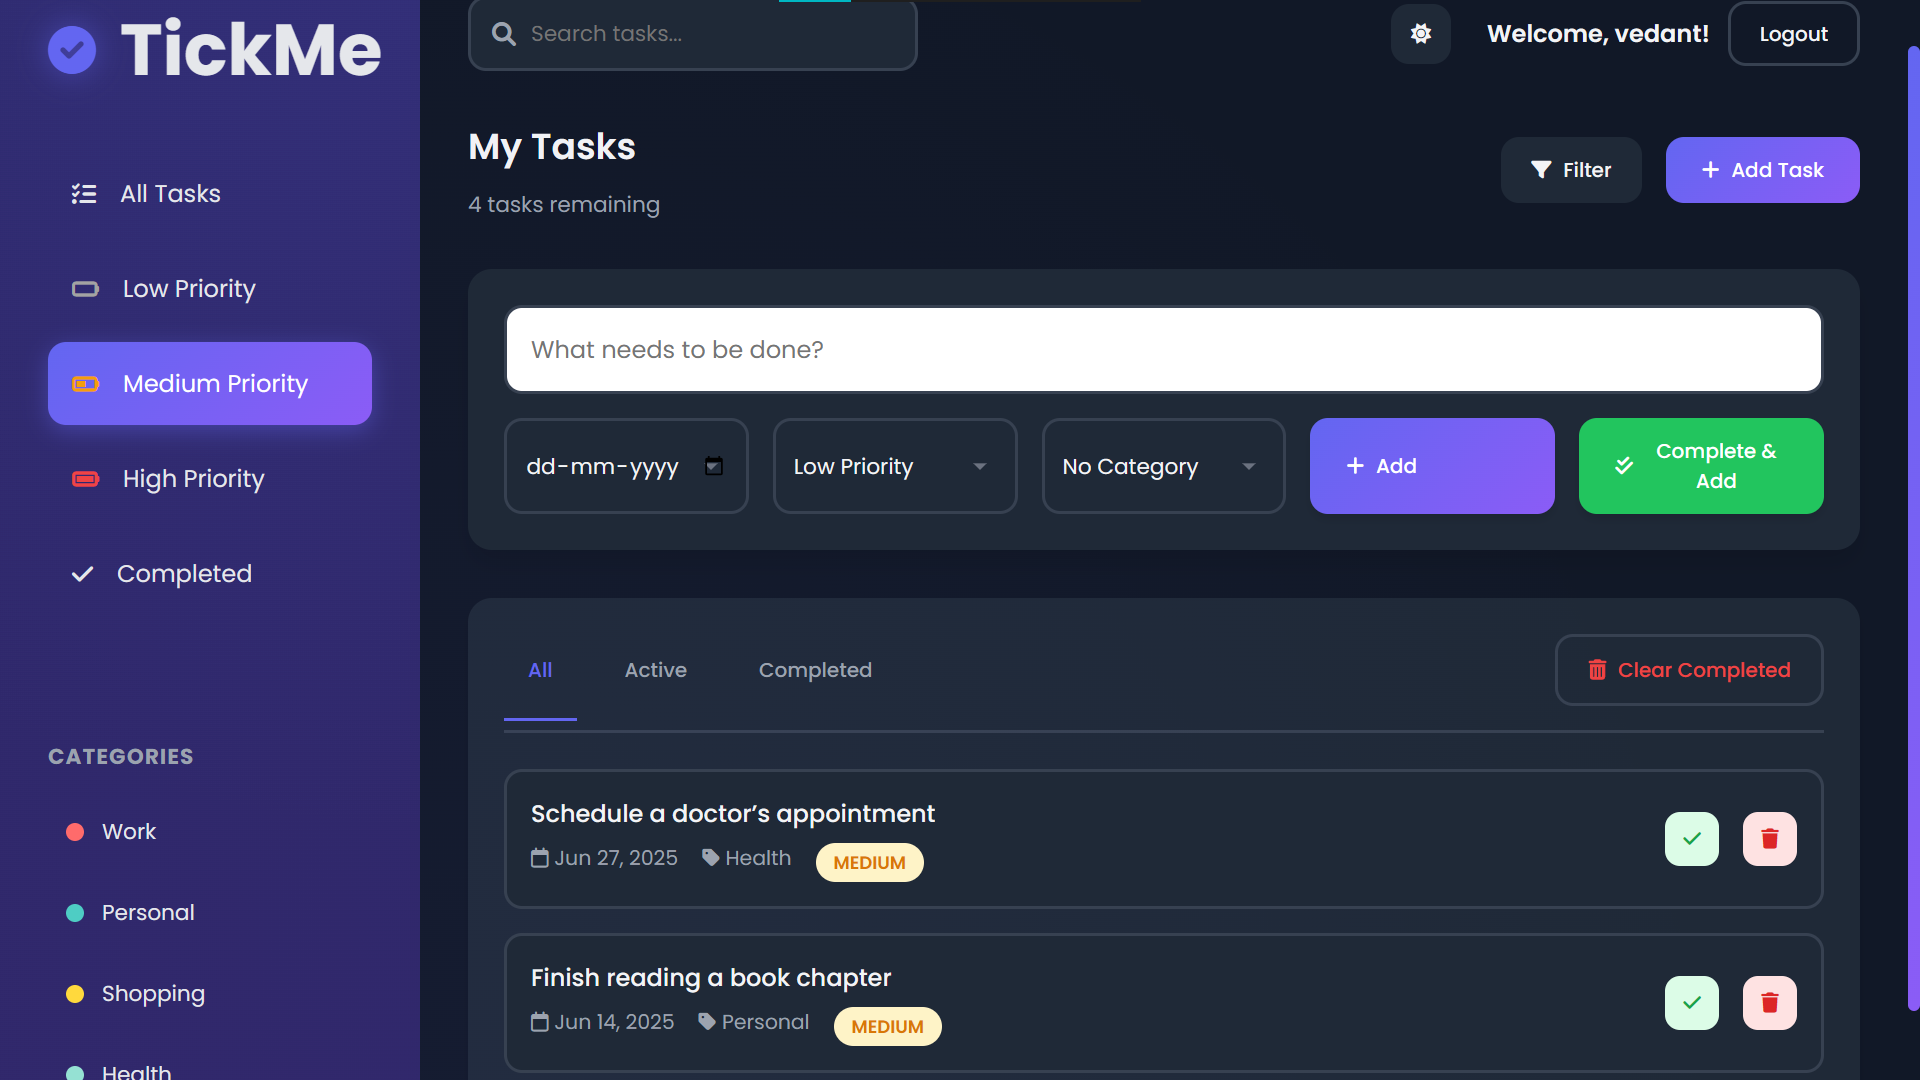 TickMe
All Tasks
Low Priority
Medium Priority
High Priority
Completed
CATEGORIES
Work
Personal
Shopping
Health
Search tasks...
Welcome, vedant!
Logout
My Tasks
4 tasks remaining
Filter
Add Task
What needs to be done?
dd-mm-yyyy
Low Priority
No Category
Add
Complete &
Add
All
Active
Completed
Clear Completed
Schedule a doctor’s appointment
Jun 27, 2025
Health
MEDIUM
Finish reading a book chapter
Jun 14, 2025
Personal
MEDIUM